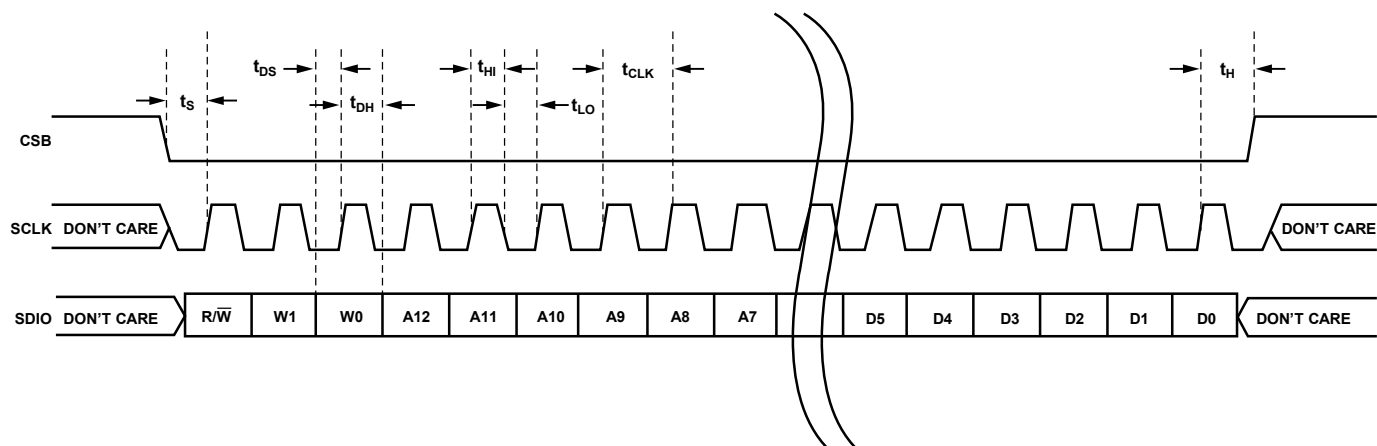 tDS
tHI
tCLK
tH
tS
tDH
tLO
CSB
SCLK DON'T CARE DON'T CARE
SDIO DON'T CARE R/W̅ W1 W0 A12 A11 A10 A9 A8 A7 D5 D4 D3 D2 D1 D0 DON'T CARE